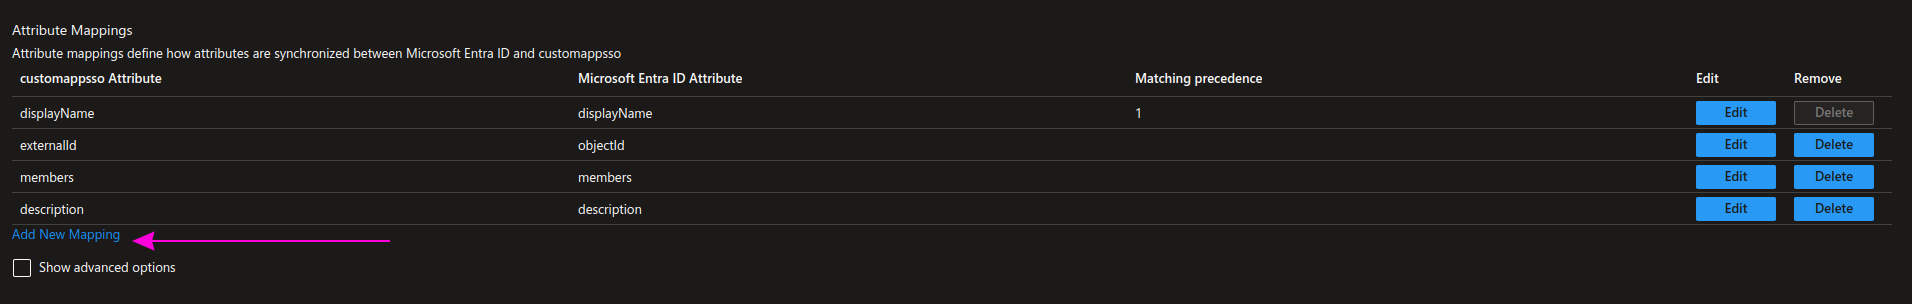 Attribute Mappings
Attribute mappings define how attributes are synchronized between Microsoft Entra ID and customappsso
customappsso Attribute Microsoft Entra ID Attribute Matching precedence Edit Remove
displayName displayName 1 Edit Delete
externalId objectId Edit Delete
members members Edit Delete
description description Edit Delete
Add New Mapping
Show advanced options